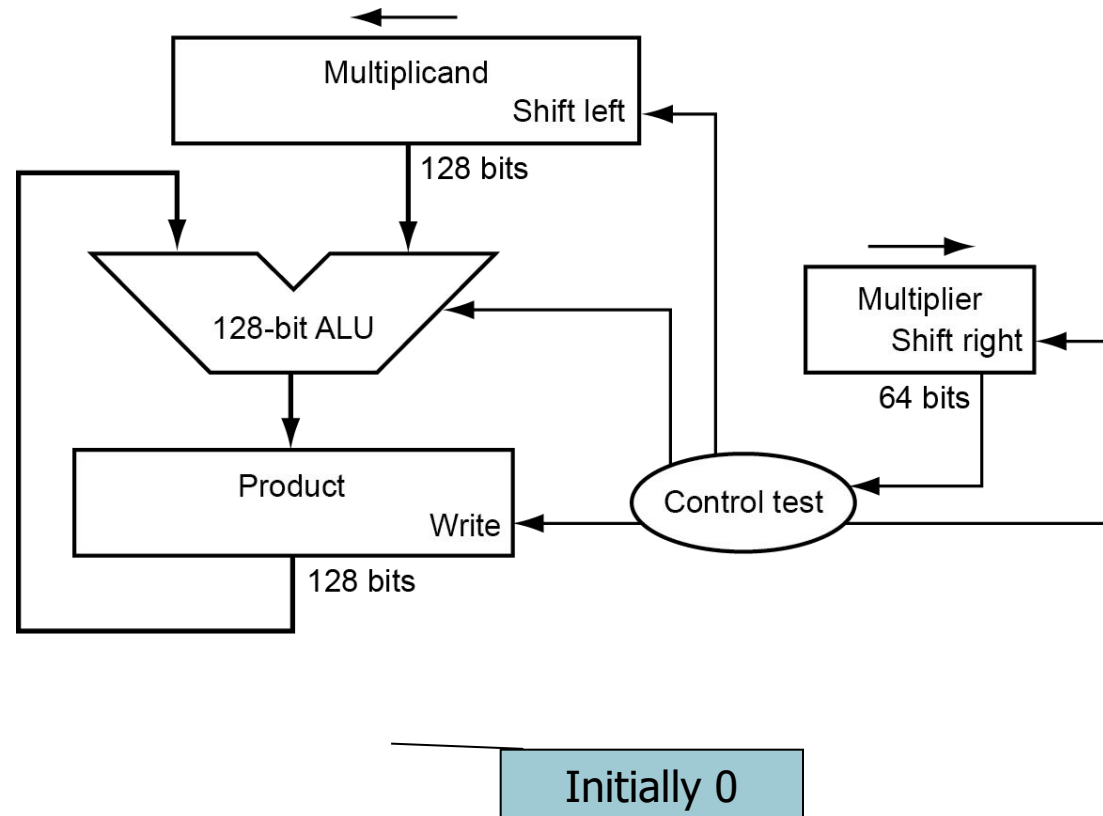 Multiplicand
Shift left
128 bits
128-bit ALU
Multiplier
Shift right
64 bits
Product
Write
Control test
128 bits
Initially 0